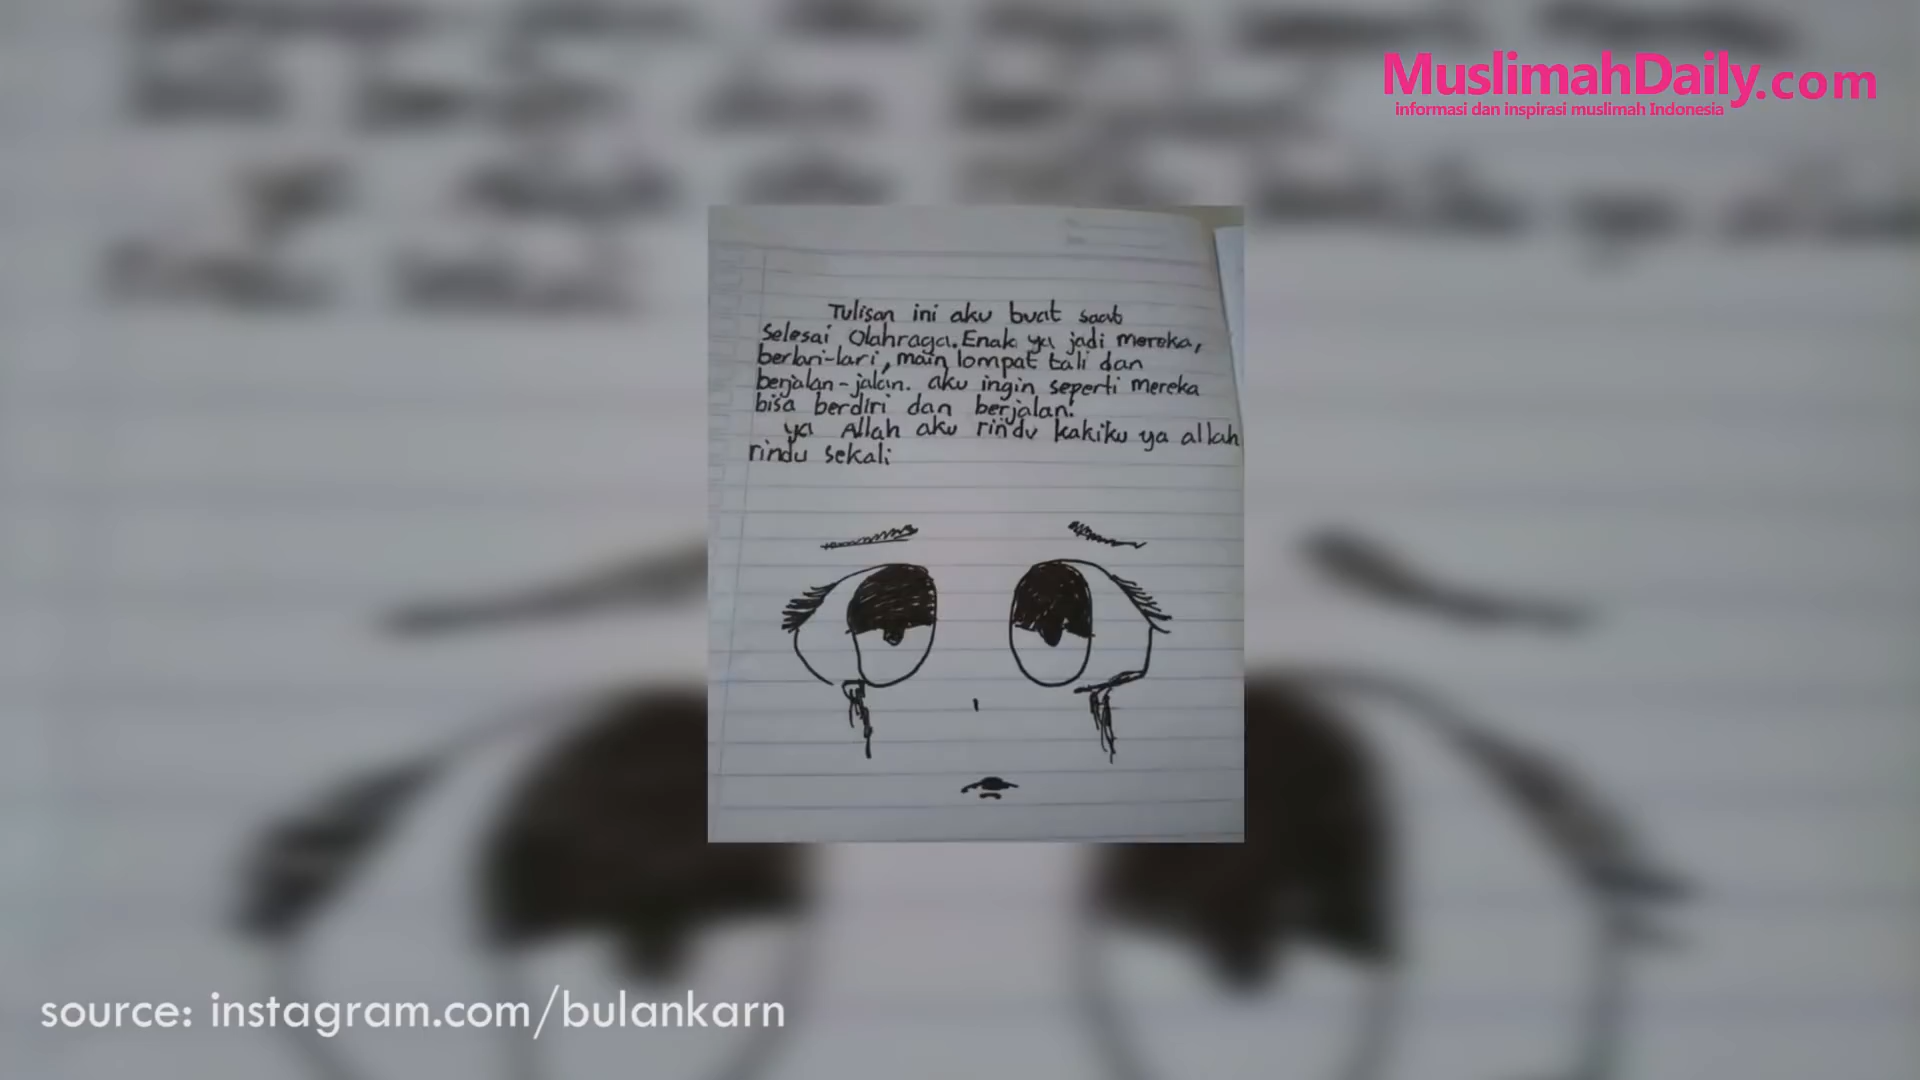 MuslimahDaily.com
informasi dan inspirasi muslimah Indonesia
Tulisan ini aku buat saat
Selesai Olahraga. Enak ya jadi mereka,
berlari-lari, main lompat tali dan
berjalan-jalan. aku ingin seperti mereka
bisa berdiri dan berjalan.
ya Allah aku rindu kakiku ya allah
rindu sekali
source: instagram.com/bulankarn